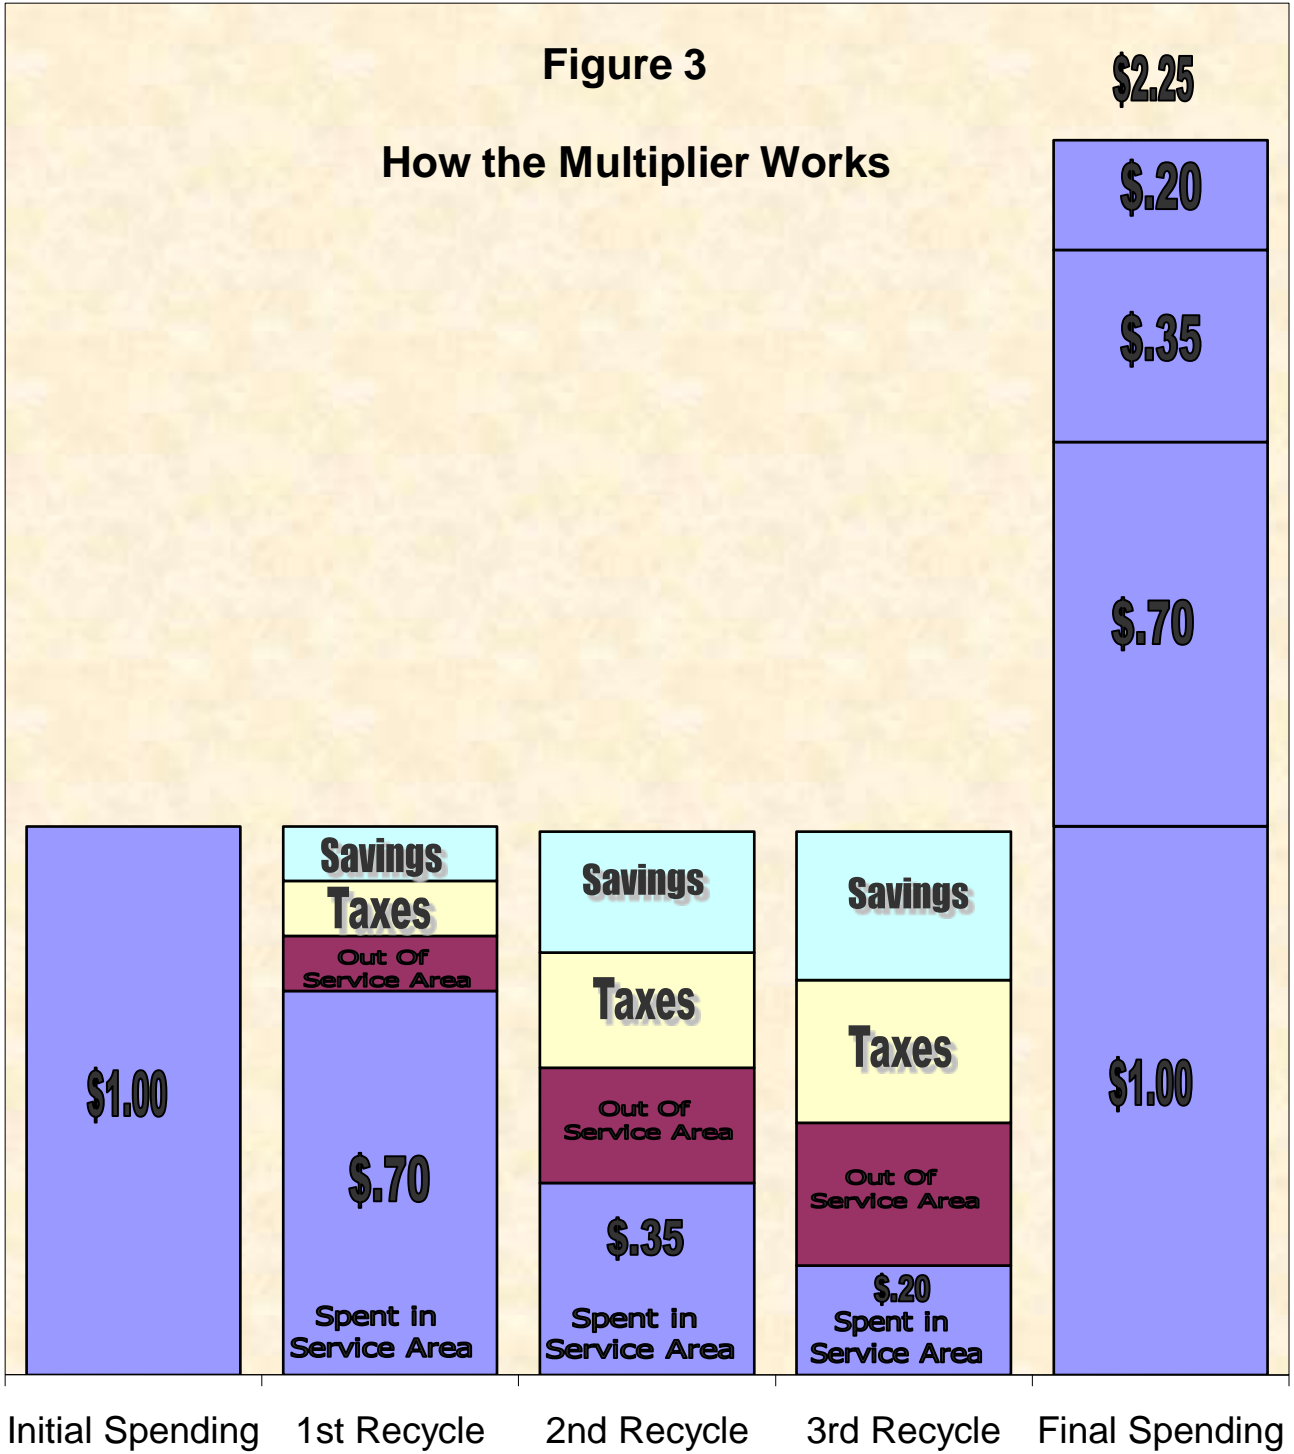 Figure 3
How the Multiplier Works
$1.00
Savings
Taxes
Out Of
Service Area
$.70
Spent in
Service Area
Savings
Taxes
Out Of
Service Area
$.35
Spent in
Service Area
Savings
Taxes
Out Of
Service Area
$.20
Spent in
Service Area
$2.25
$.20
$.35
$.70
$1.00
Initial Spending
1st Recycle
2nd Recycle
3rd Recycle
Final Spending